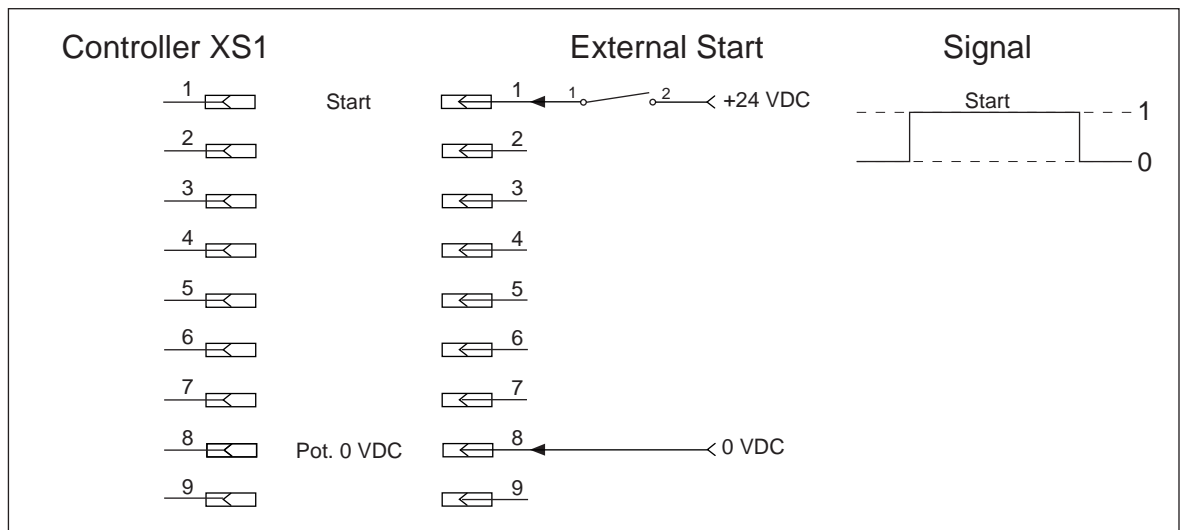 Controller XS1 External Start Signal
1 Start 1 1 2 +24 VDC Start 1
2 2 0
3 3
4 4
5 5
6 6
7 7
8 Pot. 0 VDC 8 0 VDC
9 9